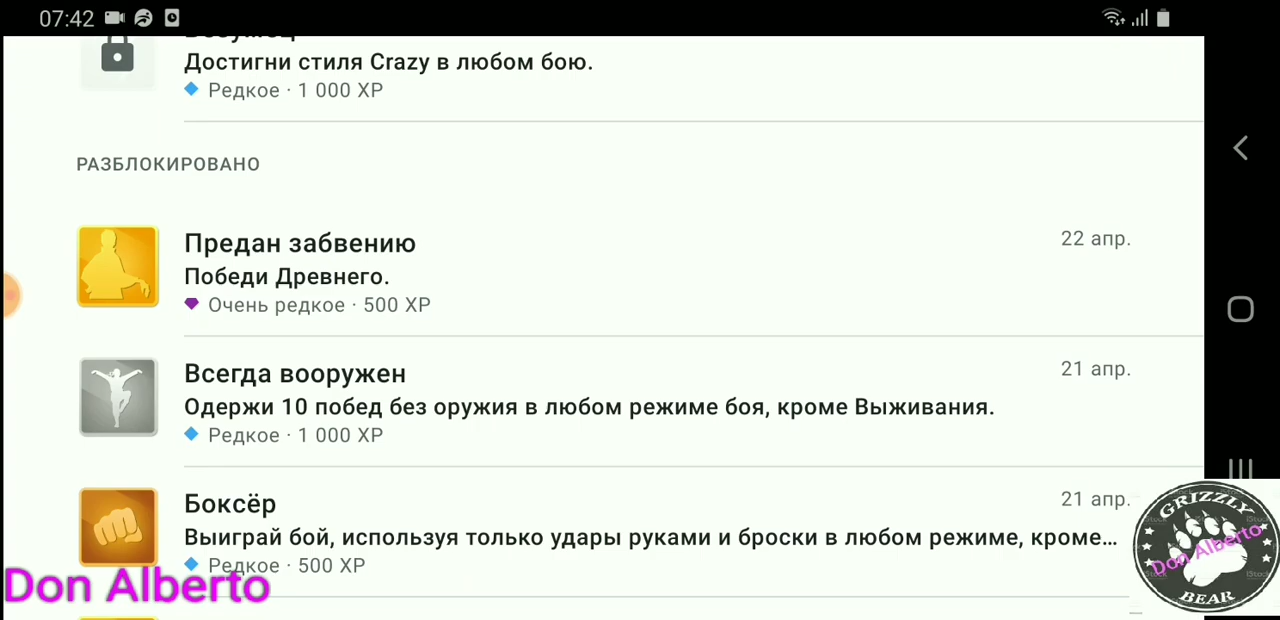 07:42
Достигни стиля Crazy в любом бою.
Редкое · 1 000 XP
РАЗБЛОКИРОВАНО
Предан забвению
22 апр.
Победи Древнего.
Очень редкое · 500 XP
Всегда вооружен
21 апр.
Одержи 10 побед без оружия в любом режиме боя, кроме Выживания.
Редкое · 1 000 XP
Боксёр
21 апр.
Выиграй бой, используя только удары руками и броски в любом режиме, кроме…
Редкое · 500 XP
Don Alberto
GRIZZLY
Don Alberto
BEAR